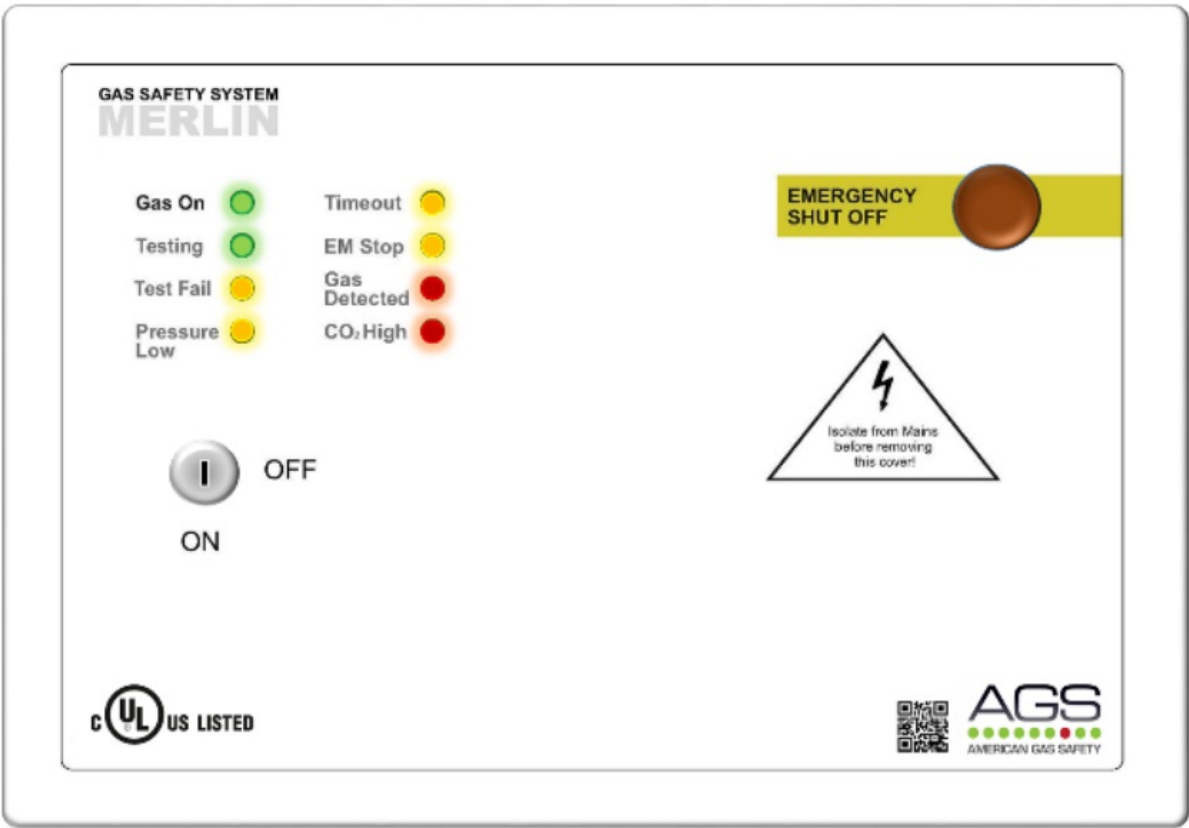 GAS SAFETY SYSTEM
MERLIN
Gas On
Testing
Test Fail
Pressure
Low
Timeout
EM Stop
Gas
Detected
CO₂ High
EMERGENCY
SHUT OFF
Isolate from Mains
before removing
this cover!
OFF
ON
C UL US LISTED
AGS
AMERICAN GAS SAFETY